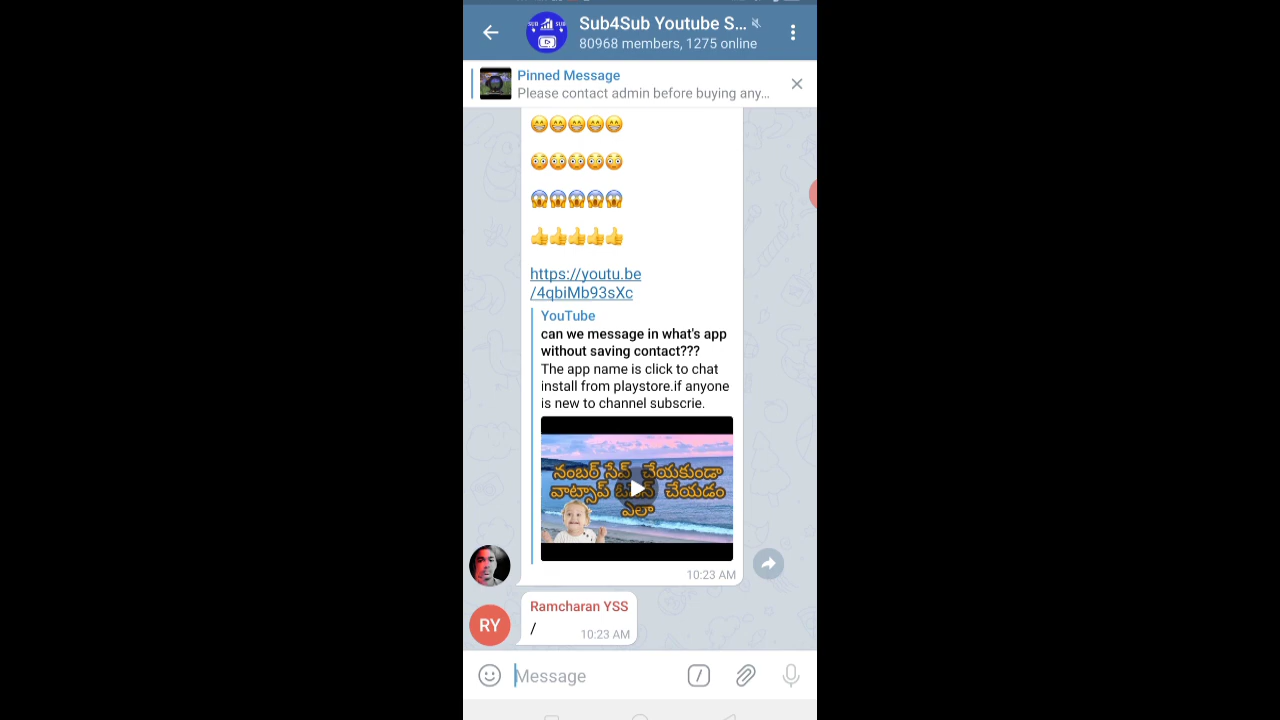 Sub4Sub Youtube S...
80968 members, 1275 online
Pinned Message
Please contact admin before buying any...
😁😁😁😁😁
😳😳😳😳😳
😱😱😱😱😱
👍👍👍👍👍
https://youtu.be
/4qbiMb93sXc
YouTube
can we message in what's app
without saving contact???
The app name is click to chat
install from playstore.if anyone
is new to channel subscrie.
నంబర్ సేవ్ చేయకుండా
వాట్సాప్ ఓపెన్ చేయడం
ఎలా
10:23 AM
RY
Ramcharan YSS
/
10:23 AM
Message